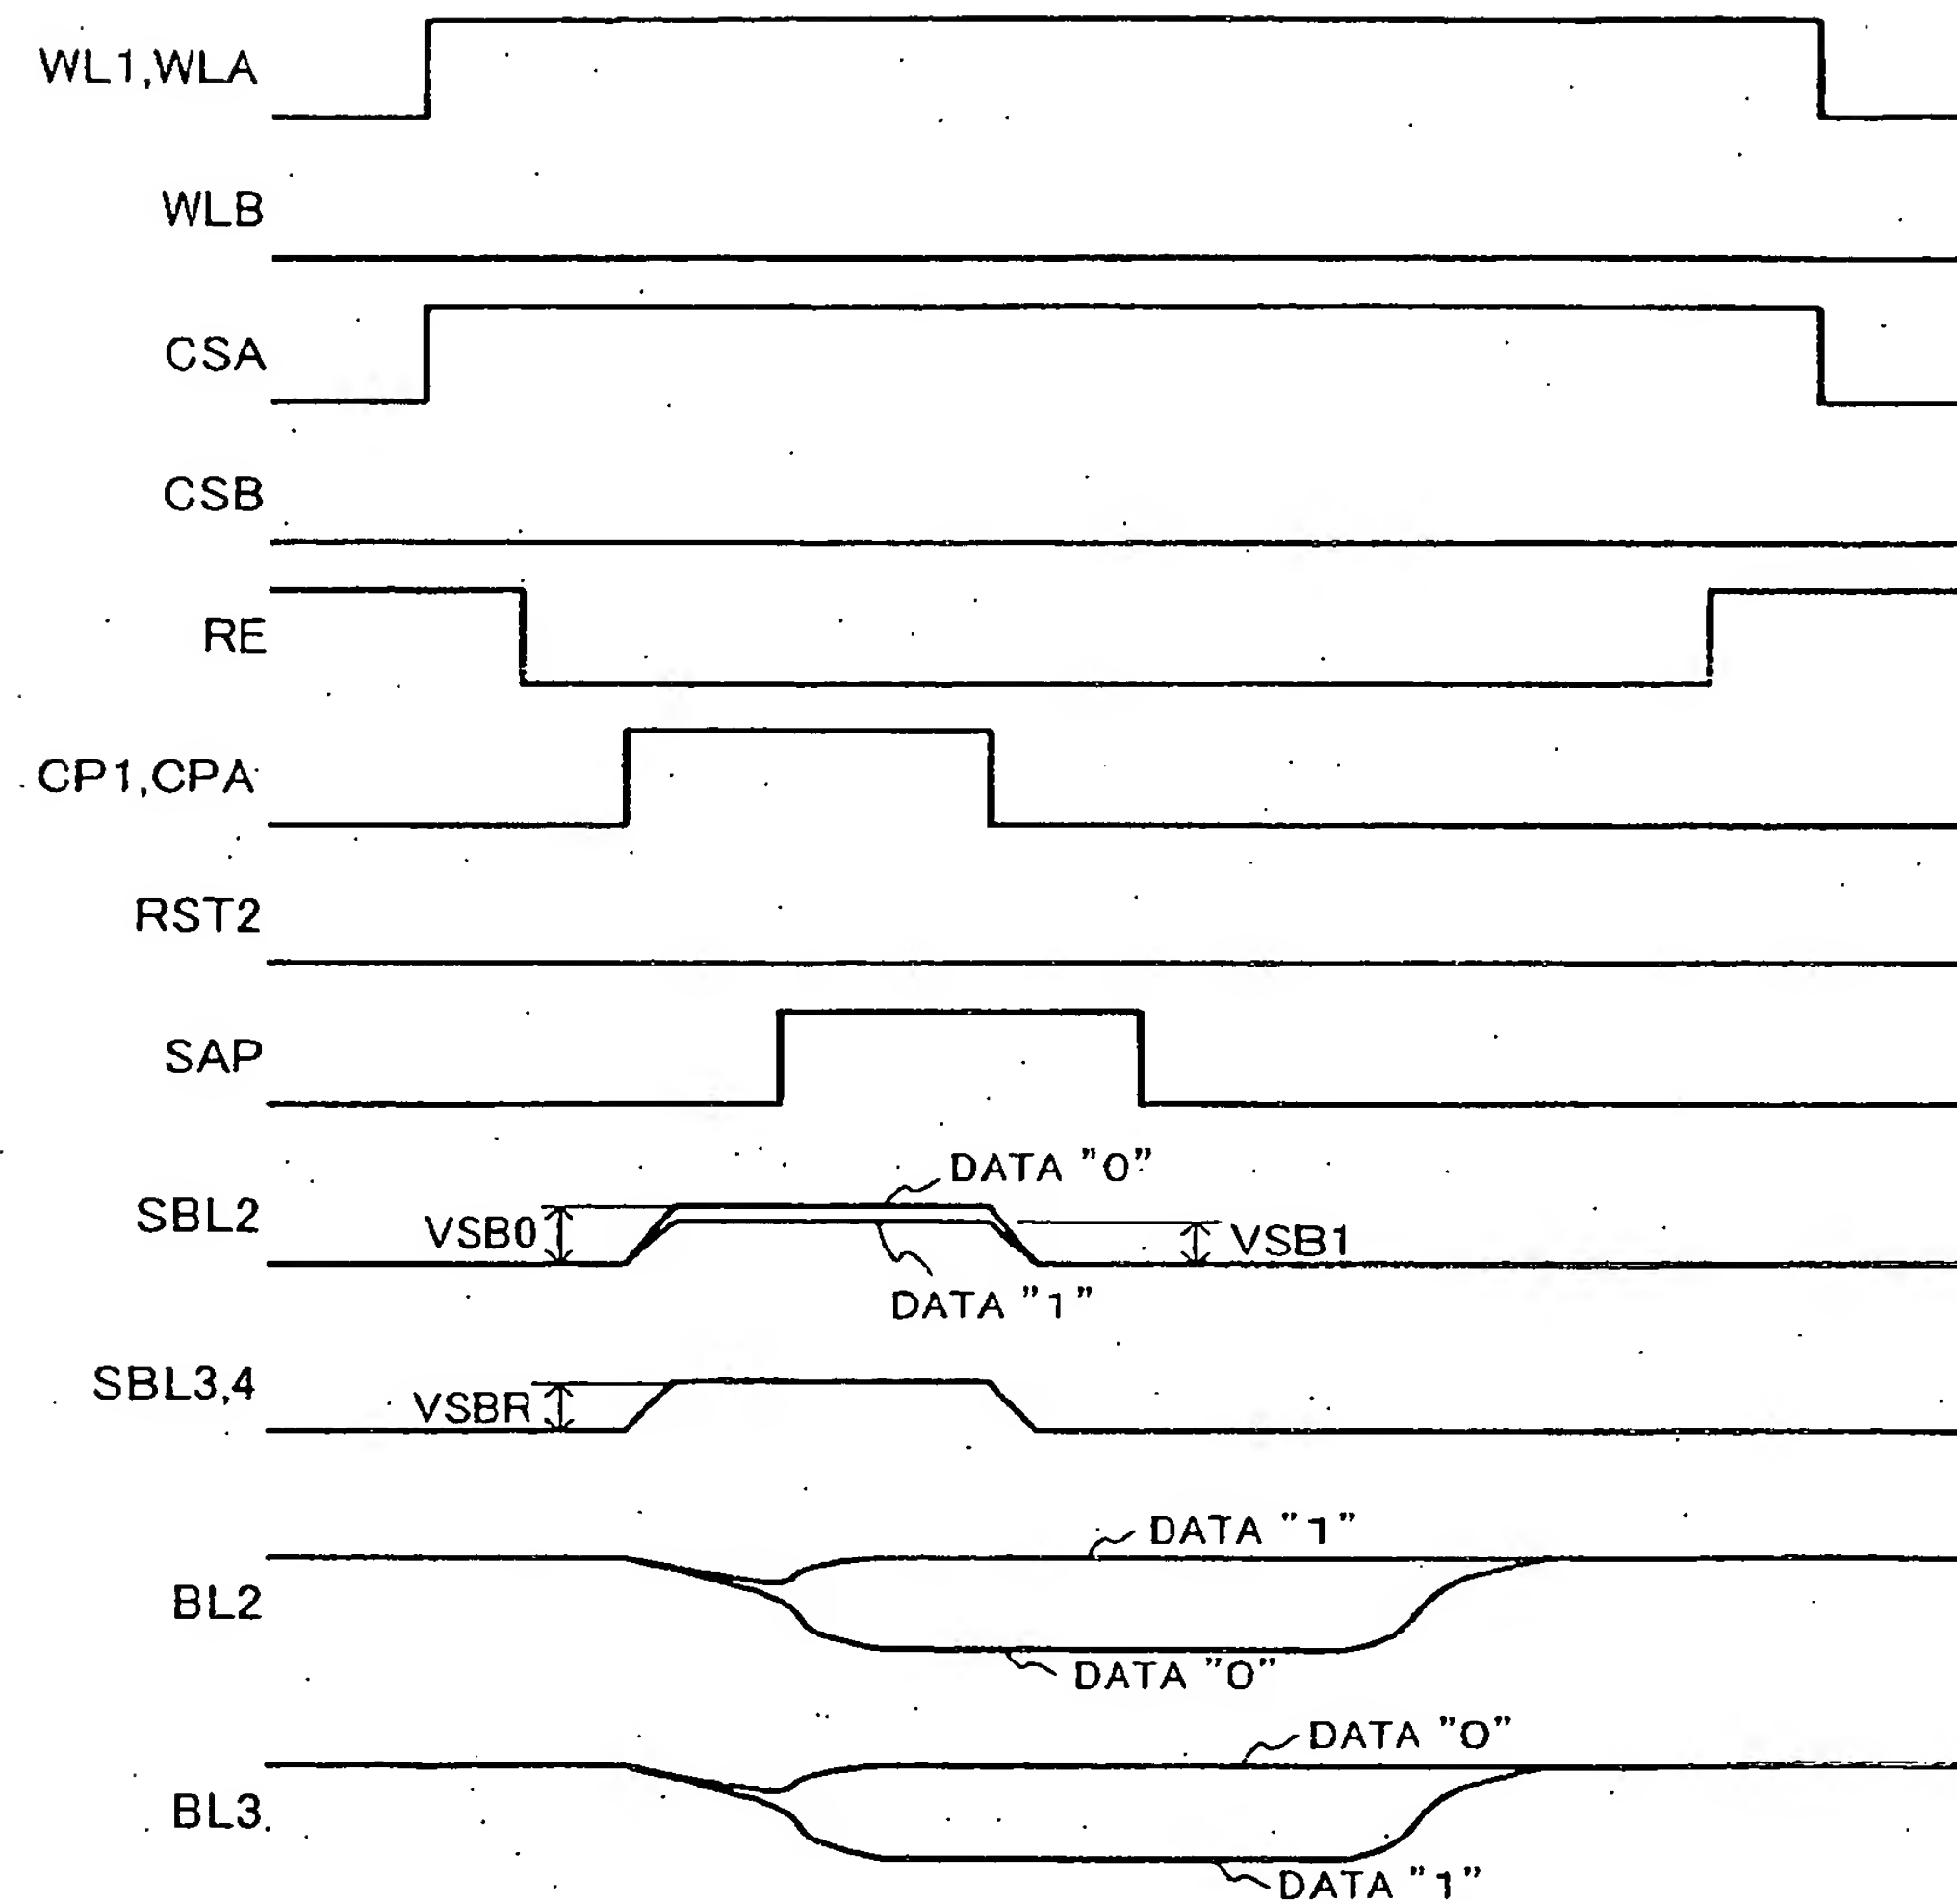 WL1,WLA
WLB
CSA
CSB
RE
CP1,CPA
RST2
SAP
DATA "0"
SBL2
VSB0
VSB1
DATA "1"
SBL3,4
VSBR
DATA "1"
BL2
DATA "0"
DATA "0"
BL3
DATA "1"